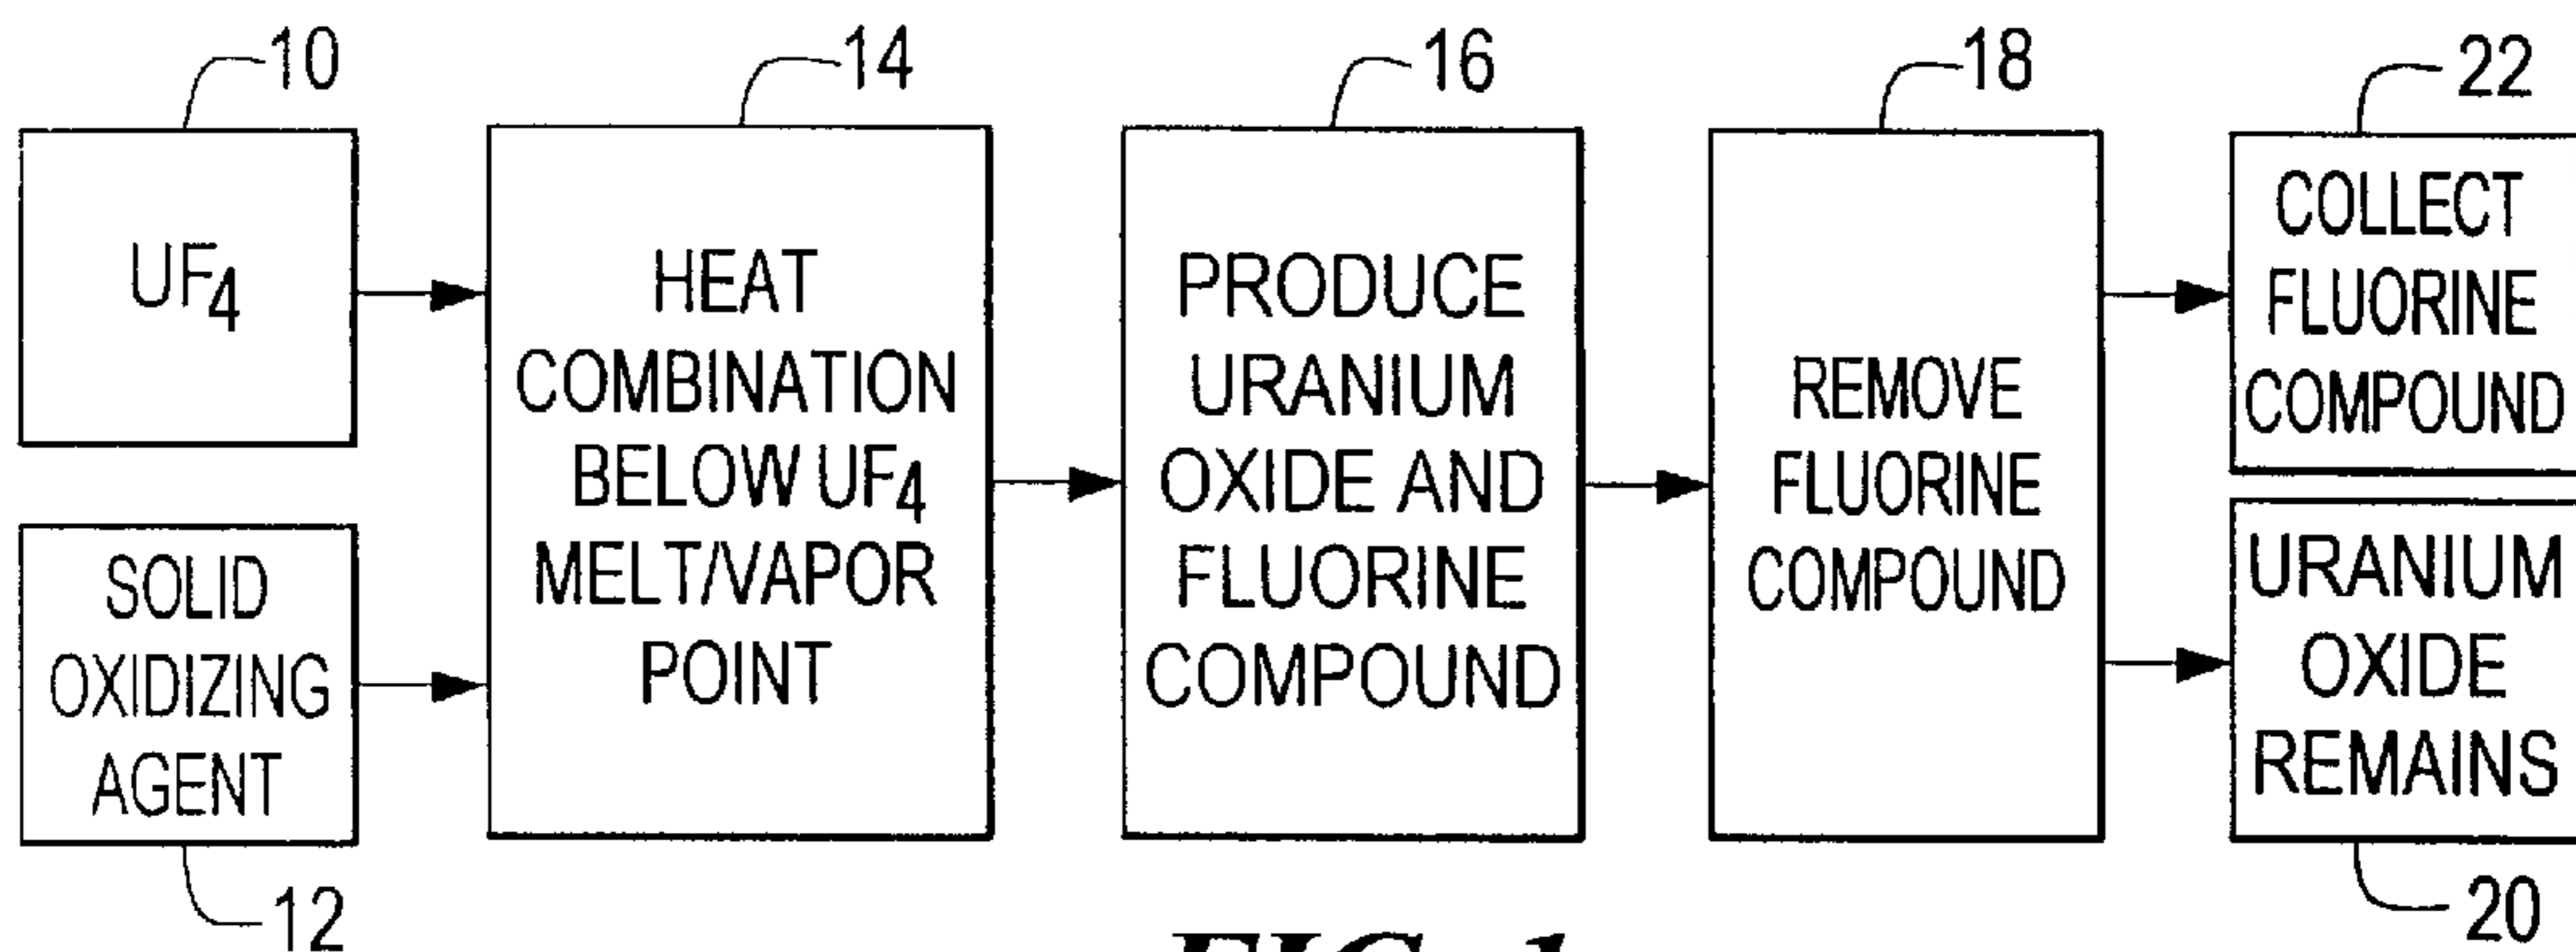 10
UF4
SOLID
OXIDIZING
AGENT
12
14
HEAT
COMBINATION
BELOW UF4
MELT/VAPOR
POINT
16
PRODUCE
URANIUM
OXIDE AND
FLUORINE
COMPOUND
18
REMOVE
FLUORINE
COMPOUND
22
COLLECT
FLUORINE
COMPOUND
URANIUM
OXIDE
REMAINS
20